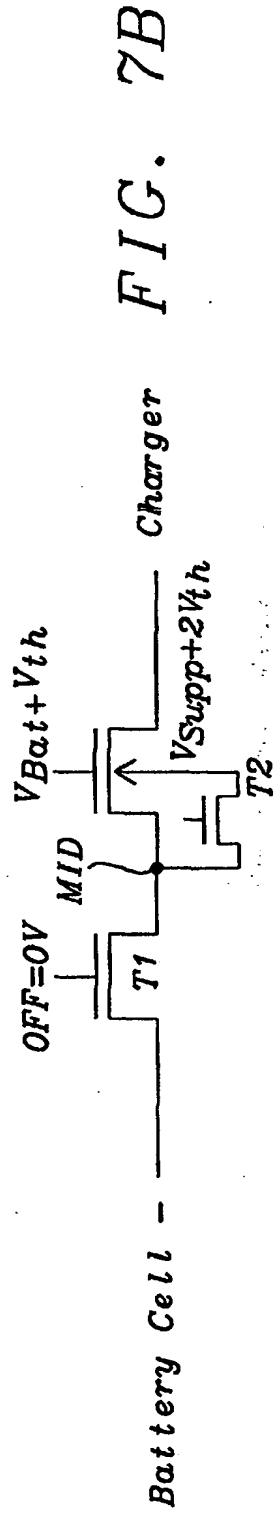 FIG. 7B
OFF=0V
MID
VBat+Vth
T1
Battery Cell -
Charger
VSupp+2Vth
T2